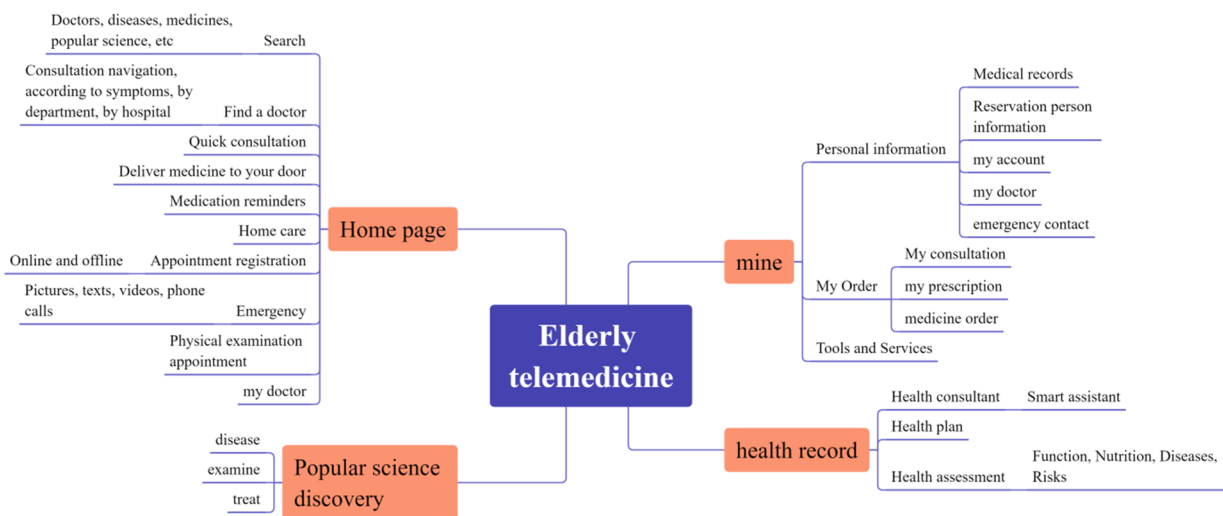 Doctors, diseases, medicines,
popular science, etc
Search
Consultation navigation,
according to symptoms, by
department, by hospital
Find a doctor
Quick consultation
Deliver medicine to your door
Medication reminders
Home care
Online and offline
Appointment registration
Pictures, texts, videos, phone
calls
Emergency
Physical examination
appointment
my doctor
Home page
disease
examine
treat
Popular science
discovery
Elderly
telemedicine
mine
Personal information
Medical records
Reservation person
information
my account
my doctor
emergency contact
My Order
My consultation
my prescription
medicine order
Tools and Services
health record
Health consultant
Smart assistant
Health plan
Health assessment
Function, Nutrition, Diseases,
Risks